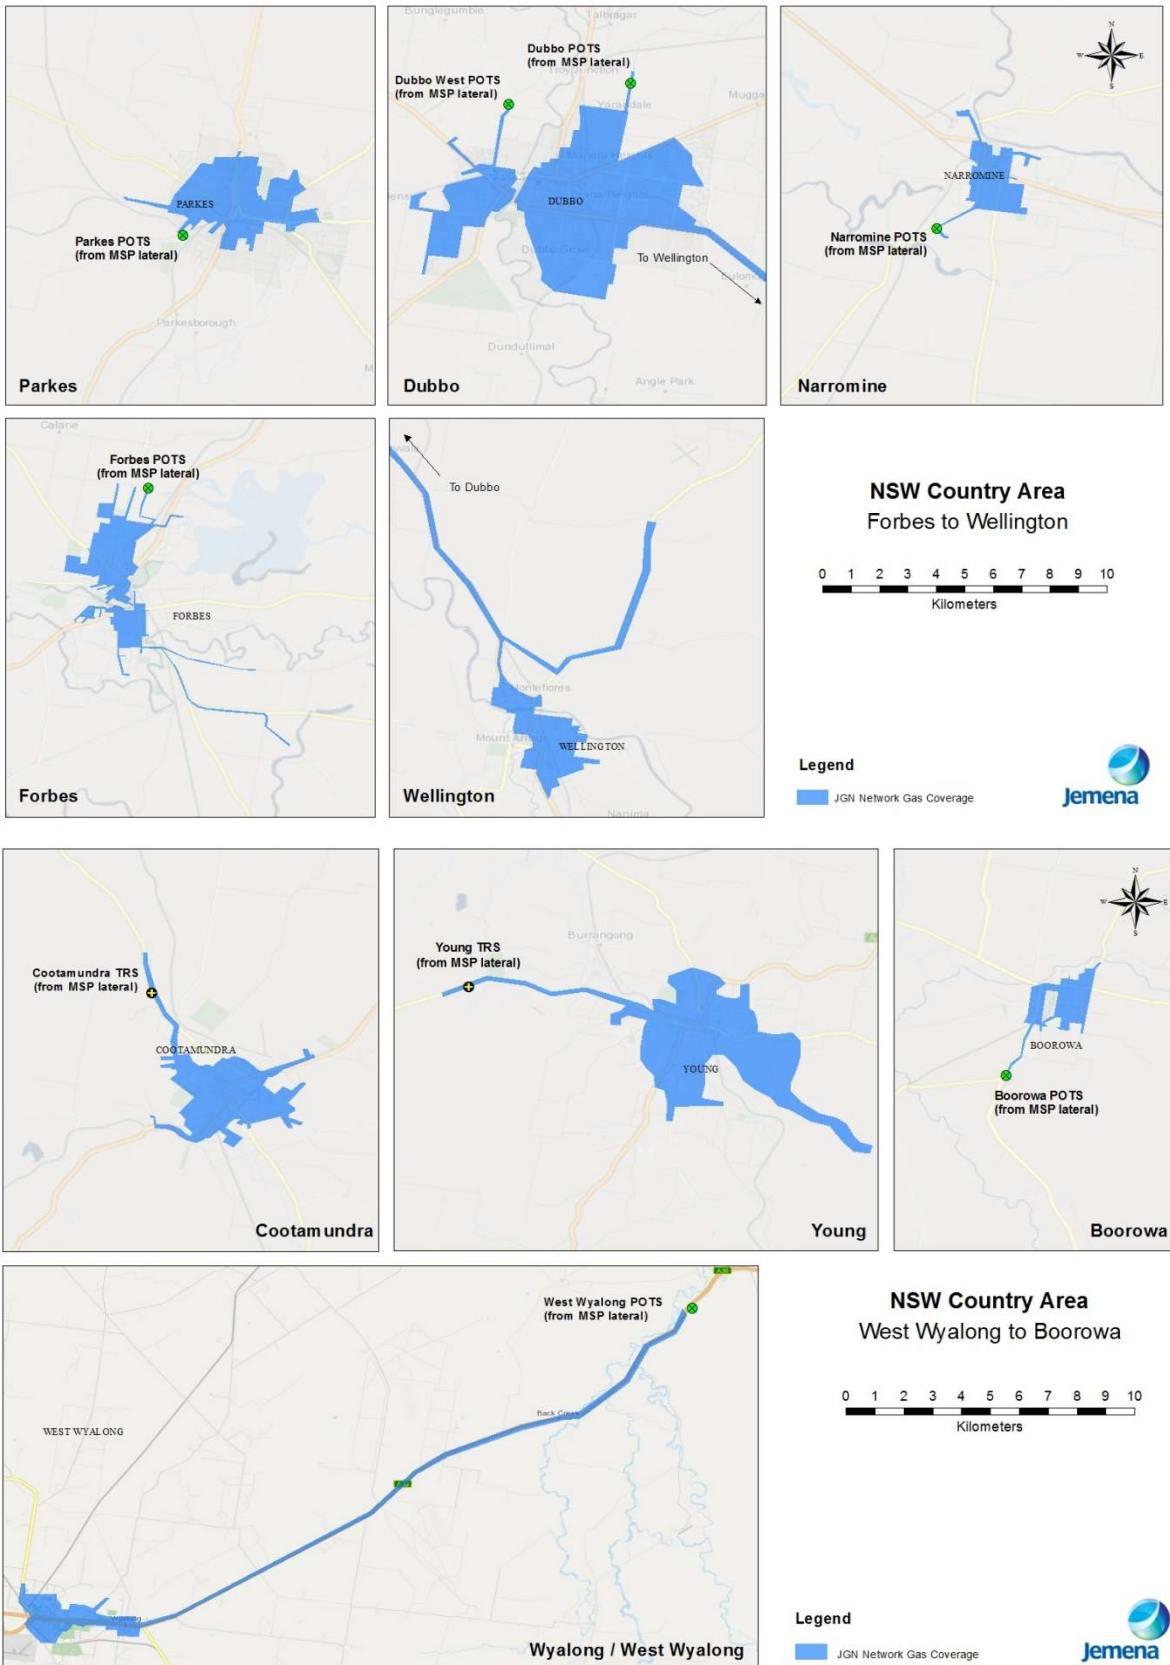 Parkes POTS
(from MSP lateral)
PARKES
Parkesborough
M
Parkes
Bunglegumbie
Talbragar
Dubbo POTS
(from MSP lateral)
Troy Junction
Dubbo West POTS
(from MSP lateral)
Yarandale
Mugga
DUBBO
To Wellington
Dundullimal
Angle Park
Dubbo
N
W
E
S
NARROMINE
Narromine POTS
(from MSP lateral)
Narromine
Calarie
Forbes POTS
(from MSP lateral)
FORBES
Forbes
To Dubbo
Montefiores
WELLINGTON
Nanima
Wellington
NSW Country Area
Forbes to Wellington
0 1 2 3 4 5 6 7 8 9 10
Kilometers
Legend
JGN Network Gas Coverage
Jemena
Cootamundra TRS
(from MSP lateral)
COOTAMUNDRA
Cootamundra
Burrangong
Young TRS
(from MSP lateral)
YOUNG
Young
N
W
E
S
BOOROWA
Boorowa POTS
(from MSP lateral)
Boorowa
West Wyalong POTS
(from MSP lateral)
Back Creek
WEST WYALONG
Wyalong
Wyalong / West Wyalong
NSW Country Area
West Wyalong to Boorowa
0 1 2 3 4 5 6 7 8 9 10
Kilometers
Legend
JGN Network Gas Coverage
Jemena